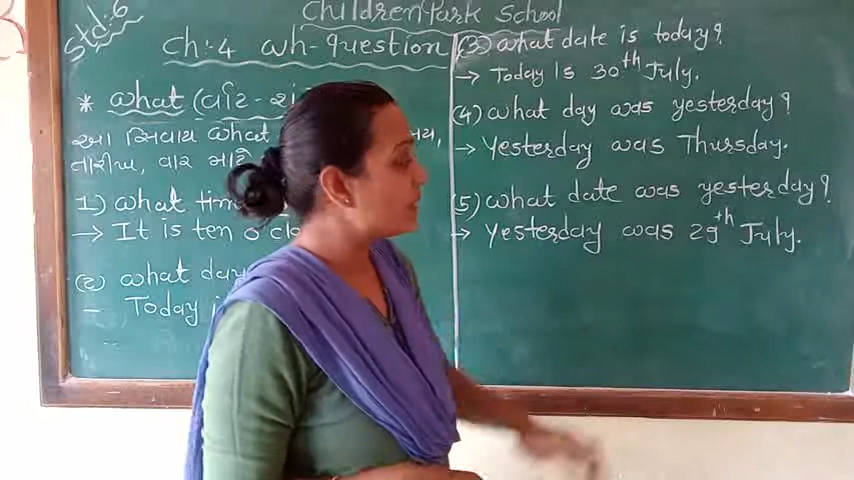 Std:-6
Children Park School
Ch:-4 wh-question
* what (વોટ -
આ સિવાય what
તારીખ, વાર માટે
1) what tim
→ It is ten o'c
(2) what day
Today i
(3) what date is today?
→ Today is 30th July.
(4) what day was yesterday?
→ Yesterday was Thursday.
(5) what date was yesterday?
→ Yesterday was 29th July.